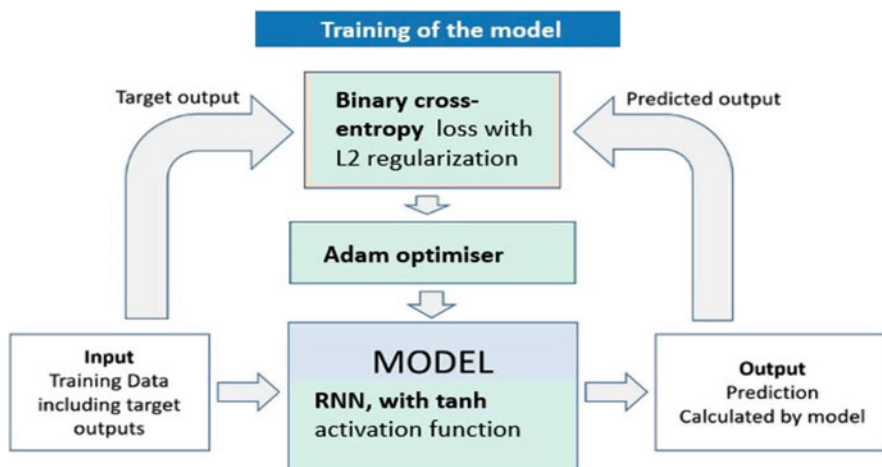 Training of the model
Target output
Binary cross-
entropy loss with
L2 regularization
Predicted output
Adam optimiser
Input
Training Data
including target
outputs
MODEL
RNN, with tanh
activation function
Output
Prediction
Calculated by model